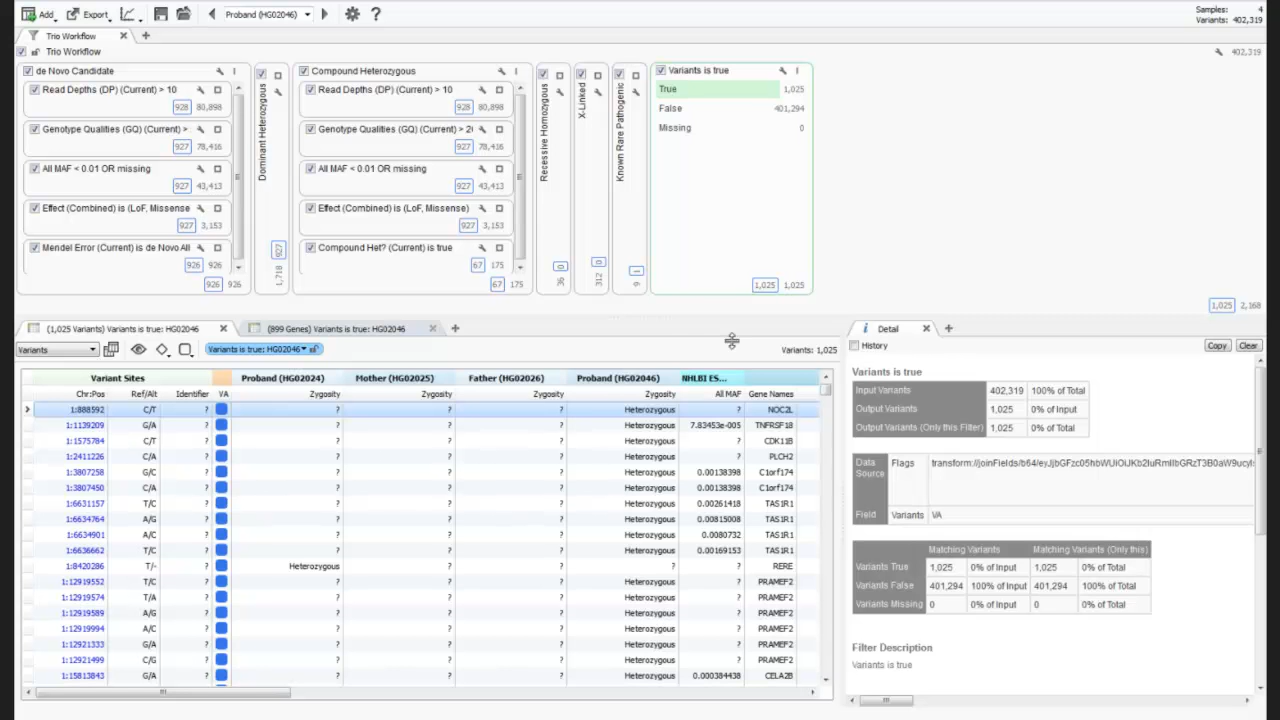 Add Export Proband (HG02046) ?
Samples: 4
Variants: 402,319
Trio Workflow
Trio Workflow 402,319
de Novo Candidate
Read Depths (DP) (Current) > 10
928 80,898
Genotype Qualities (GQ) (Current) >
927 78,416
All MAF < 0.01 OR missing
927 43,413
Effect (Combined) is (LoF, Missense
927 3,153
Mendel Error (Current) is de Novo All
926 926
926 926
Dominant Heterozygous
927
1,718
Compound Heterozygous
Read Depths (DP) (Current) > 10
928 80,898
Genotype Qualities (GQ) (Current) > 2
927 78,416
All MAF < 0.01 OR missing
927 43,413
Effect (Combined) is (LoF, Missense)
927 3,153
Compound Het? (Current) is true
67 175
67 175
Recessive Homozygous
0
36
X-Linked
0
312
Known Rare Pathogenic
1
9
Variants is true
True 1,025
False 401,294
Missing 0
1,025 1,025
1,025 2,168
(1,025 Variants) Variants is true: HG02046
(899 Genes) Variants is true: HG02046
Variants Variants is true: HG02046 Variants: 1,025
Variant Sites Proband (HG02024) Mother (HG02025) Father (HG02026) Proband (HG02046) NHLBI ES...
Chr:Pos Ref/Alt Identifier VA Zygosity Zygosity Zygosity Zygosity All MAF Gene Names
1:888592 C/T ? ? ? ? Heterozygous ? NOC2L
1:1139209 G/A ? ? ? ? Heterozygous 7.83453e-005 TNFRSF18
1:1575784 C/T ? ? ? ? Heterozygous ? CDK11B
1:2411226 C/A ? ? ? ? Heterozygous ? PLCH2
1:3807258 G/C ? ? ? ? Heterozygous 0.00138398 C1orf174
1:3807450 C/A ? ? ? ? Heterozygous 0.00138398 C1orf174
1:6631157 T/C ? ? ? ? Heterozygous 0.00261418 TAS1R1
1:6634764 A/G ? ? ? ? Heterozygous 0.00815008 TAS1R1
1:6634901 A/C ? ? ? ? Heterozygous 0.0080732 TAS1R1
1:6636662 T/C ? ? ? ? Heterozygous 0.00169153 TAS1R1
1:8420286 T/- ? Heterozygous ? ? ? ? RERE
1:12919552 T/C ? ? ? ? Heterozygous ? PRAMEF2
1:12919574 T/A ? ? ? ? Heterozygous ? PRAMEF2
1:12919589 A/G ? ? ? ? Heterozygous ? PRAMEF2
1:12919994 A/C ? ? ? ? Heterozygous ? PRAMEF2
1:12921333 G/A ? ? ? ? Heterozygous ? PRAMEF2
1:12921499 C/G ? ? ? ? Heterozygous ? PRAMEF2
1:15813843 G/A ? ? ? ? Heterozygous 0.000384438 CELA2B
Detail
History Copy Clear
Variants is true
Input Variants 402,319 100% of Total
Output Variants 1,025 0% of Input
Output Variants (Only this Filter) 1,025 0% of Total
Data Source Flags
Field Variants VA
Matching Variants Matching Variants (Only this)
Variants True 1,025 0% of Input 1,025 0% of Total
Variants False 401,294 100% of Input 401,294 100% of Total
Variants Missing 0 0% of Input 0 0% of Total
Filter Description
Variants is true